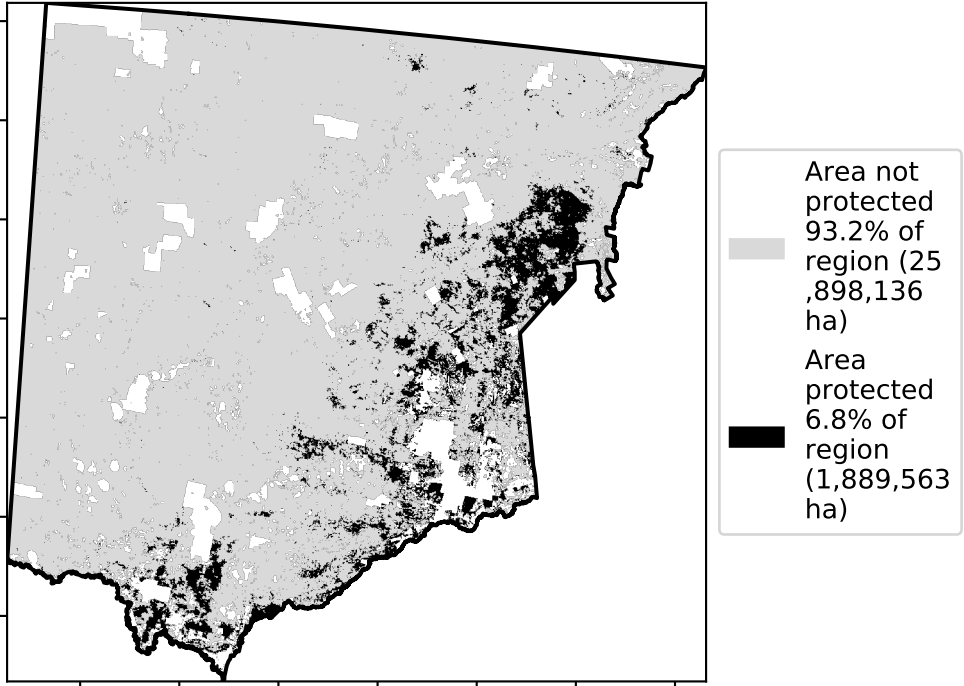 Area not
protected
93.2% of
region (25
,898,136
ha)
Area
protected
6.8% of
region
(1,889,563
ha)